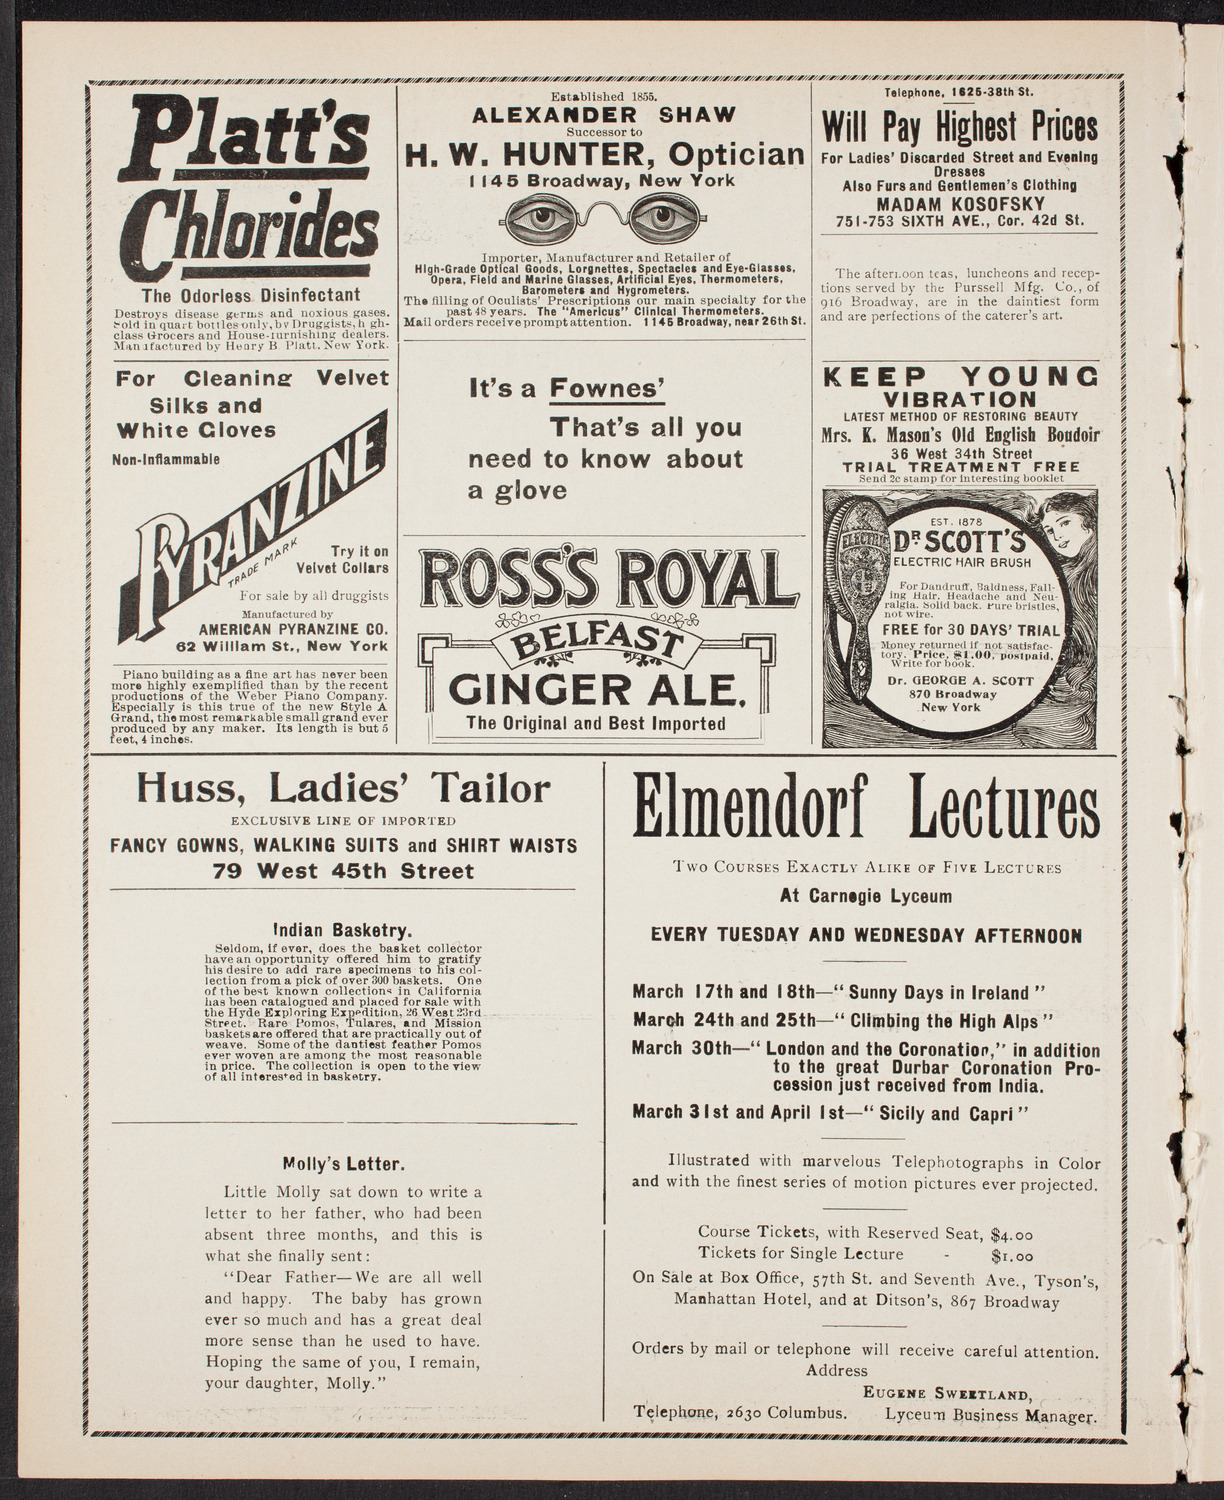 Platt's
Chlorides
The Odorless Disinfectant
Destroys disease germs and noxious gases.
Sold in quart bottles only, by Druggists, high-
class Grocers and House-furnishing dealers.
Manufactured by Henry B. Platt, New York.
For Cleaning Velvet
Silks and
White Gloves
Non-Inflammable
PYRANZINE
TRADE MARK
Try it on
Velvet Collars
For sale by all druggists
Manufactured by
AMERICAN PYRANZINE CO.
62 William St., New York
Piano building as a fine art has never been
more highly exemplified than by the recent
productions of the Weber Piano Company.
Especially is this true of the new Style A
Grand, the most remarkable small grand ever
produced by any maker. Its length is but 5
feet, 4 inches.
Established 1855.
ALEXANDER SHAW
Successor to
H. W. HUNTER, Optician
1145 Broadway, New York
Importer, Manufacturer and Retailer of
High-Grade Optical Goods, Lorgnettes, Spectacles and Eye-Glasses,
Opera, Field and Marine Glasses, Artificial Eyes, Thermometers,
Barometers and Hygrometers.
The filling of Oculists' Prescriptions our main specialty for the
past 48 years. The "Americus" Clinical Thermometers.
Mail orders receive prompt attention. 1145 Broadway, near 26th St.
It's a Fownes'
That's all you
need to know about
a glove
ROSS'S ROYAL
BELFAST
GINGER ALE.
The Original and Best Imported
Telephone, 1625-38th St.
Will Pay Highest Prices
For Ladies' Discarded Street and Evening
Dresses
Also Furs and Gentlemen's Clothing
MADAM KOSOFSKY
751-753 SIXTH AVE., Cor. 42d St.
The afternoon teas, luncheons and recep-
tions served by the Purssell Mfg. Co., of
916 Broadway, are in the daintiest form
and are perfections of the caterer's art.
KEEP YOUNG
VIBRATION
LATEST METHOD OF RESTORING BEAUTY
Mrs. K. Mason's Old English Boudoir
36 West 34th Street
TRIAL TREATMENT FREE
Send 2c stamp for interesting booklet
ELECTRIC
EST. 1878
DR. SCOTT'S
ELECTRIC HAIR BRUSH
For Dandruff, Baldness, Fall-
ing Hair, Headache and Neu-
ralgia. Solid back. Pure bristles,
not wire.
FREE for 30 DAYS' TRIAL
Money returned if not satisfac-
tory. Price, $1.00, postpaid,
Write for book.
Dr. GEORGE A. SCOTT
870 Broadway
New York
Huss, Ladies' Tailor
EXCLUSIVE LINE OF IMPORTED
FANCY GOWNS, WALKING SUITS and SHIRT WAISTS
79 West 45th Street
Indian Basketry.
Seldom, if ever, does the basket collector
have an opportunity offered him to gratify
his desire to add rare specimens to his col-
lection from a pick of over 300 baskets. One
of the best known collections in California
has been catalogued and placed for sale with
the Hyde Exploring Expedition, 26 West 23rd
Street. Rare Pomos, Tulares, and Mission
baskets are offered that are practically out of
weave. Some of the dantiest feather Pomos
ever woven are among the most reasonable
in price. The collection is open to the view
of all interested in basketry.
Molly's Letter.
Little Molly sat down to write a
letter to her father, who had been
absent three months, and this is
what she finally sent:
"Dear Father—We are all well
and happy. The baby has grown
ever so much and has a great deal
more sense than he used to have.
Hoping the same of you, I remain,
your daughter, Molly."
Elmendorf Lectures
TWO COURSES EXACTLY ALIKE OF FIVE LECTURES
At Carnegie Lyceum
EVERY TUESDAY AND WEDNESDAY AFTERNOON
March 17th and 18th—"Sunny Days in Ireland"
March 24th and 25th—"Climbing the High Alps"
March 30th—"London and the Coronation," in addition
to the great Durbar Coronation Pro-
cession just received from India.
March 31st and April 1st—"Sicily and Capri"
Illustrated with marvelous Telephotographs in Color
and with the finest series of motion pictures ever projected.
Course Tickets, with Reserved Seat, $4.00
Tickets for Single Lecture - $1.00
On Sale at Box Office, 57th St. and Seventh Ave., Tyson's,
Manhattan Hotel, and at Ditson's, 867 Broadway
Orders by mail or telephone will receive careful attention.
Address
EUGENE SWEETLAND,
Telephone, 2630 Columbus. Lyceum Business Manager.